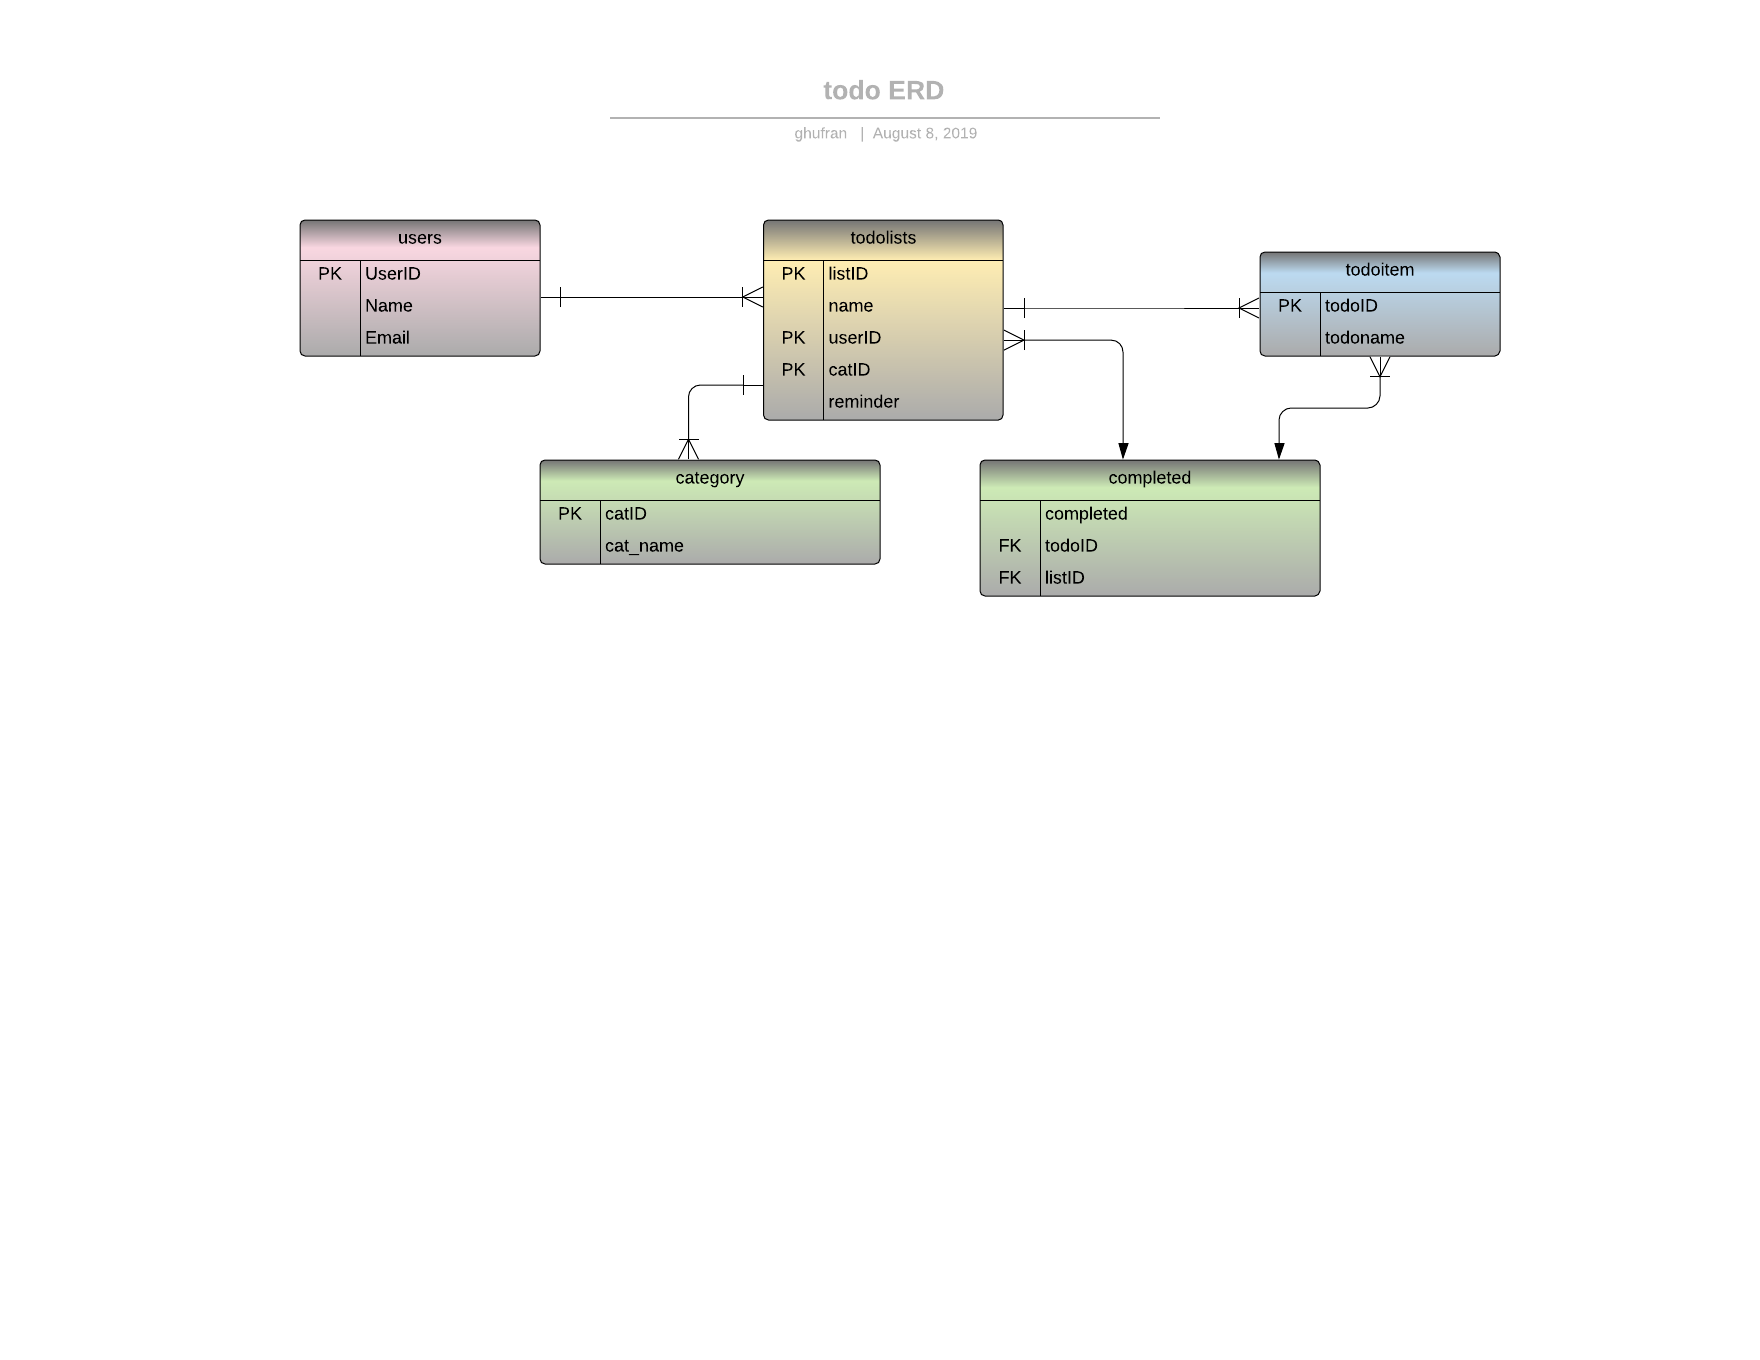 todo ERD
ghufran | August 8, 2019
users
PK UserID
Name
Email
todolists
PK listID
name
PK userID
PK catID
reminder
todoitem
PK todoID
todoname
category
PK catID
cat_name
completed
completed
FK todoID
FK listID